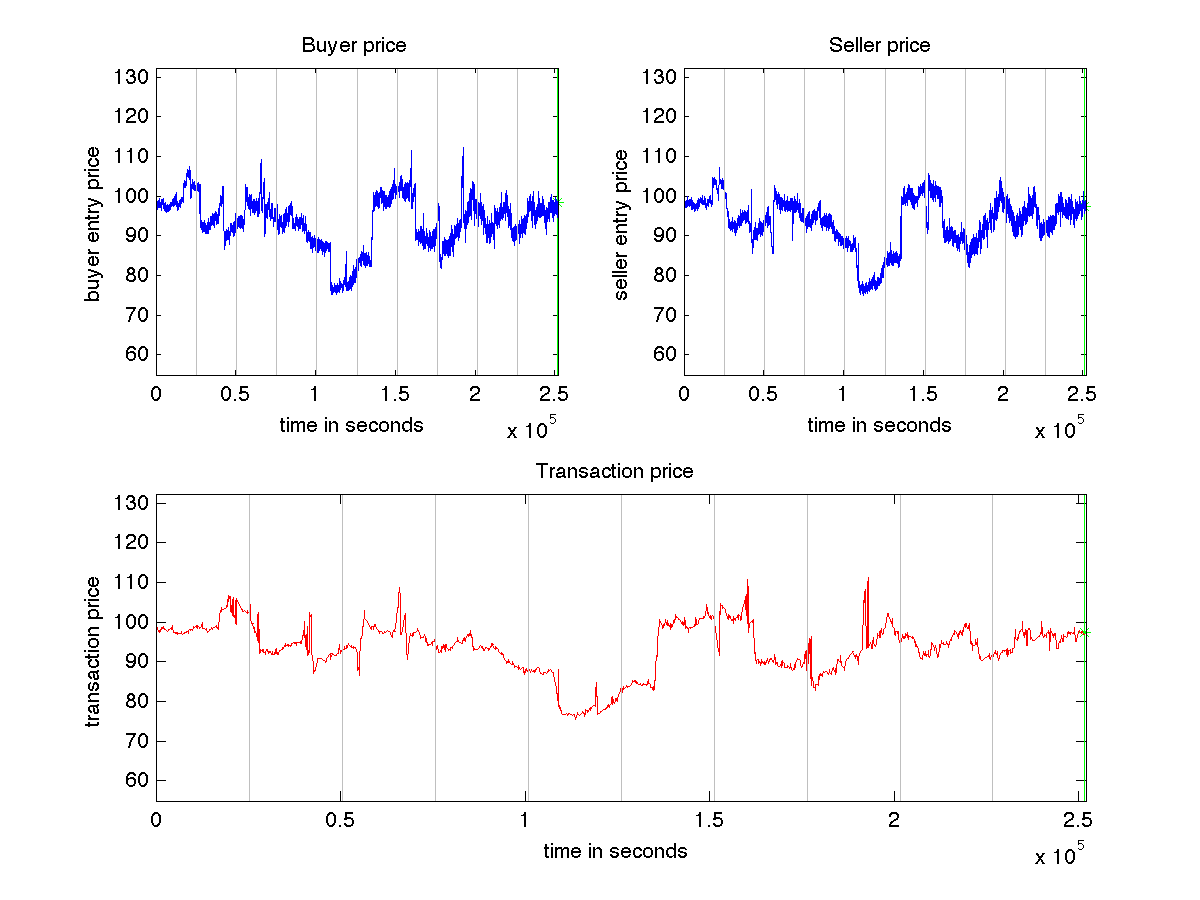 Buyer price
Seller price
130
120
110
100
90
80
70
60
buyer entry price
0 0.5 1 1.5 2 2.5
time in seconds
x 10^5
130
120
110
100
90
80
70
60
seller entry price
0 0.5 1 1.5 2 2.5
time in seconds
x 10^5
Transaction price
130
120
110
100
90
80
70
60
transaction price
0 0.5 1 1.5 2 2.5
time in seconds
x 10^5